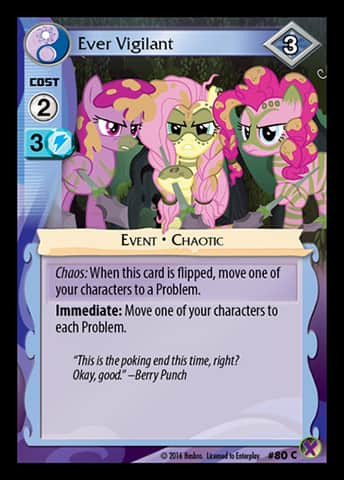 Ever Vigilant
3
COST
2
3
EVENT • CHAOTIC
Chaos: When this card is flipped, move one of
your characters to a Problem.
Immediate: Move one of your characters to
each Problem.
"This is the poking end this time, right?
Okay, good." –Berry Punch
© 2016 Hasbro. Licensed to Enterplay. #80 C